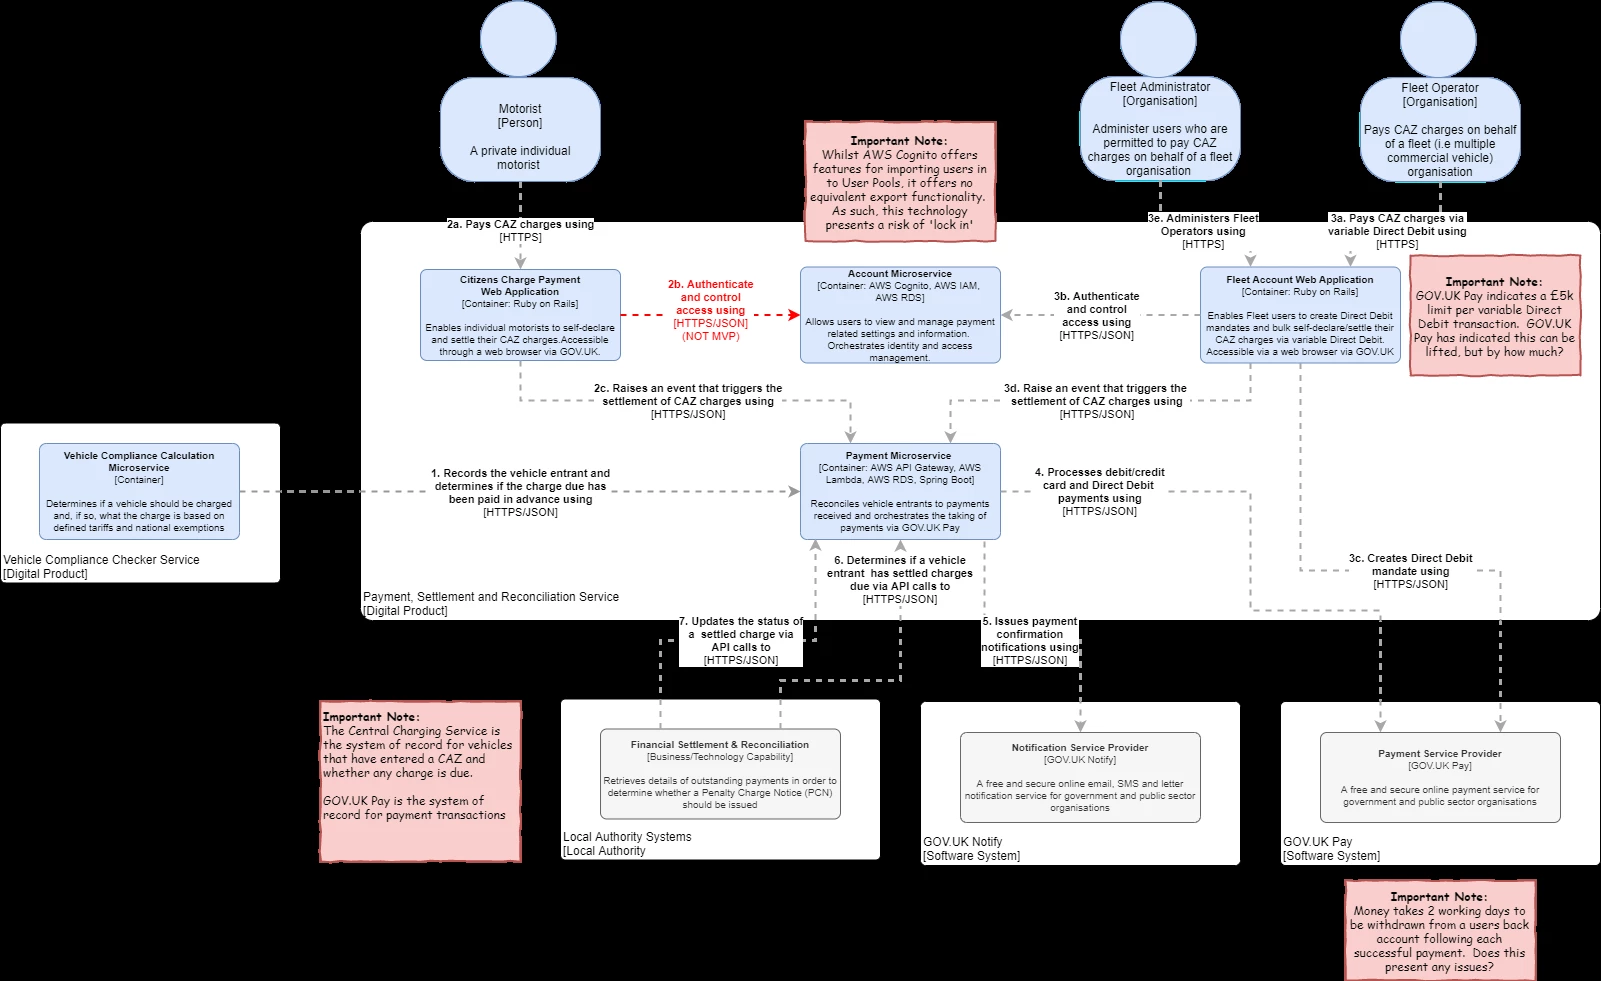 Motorist
[Person]
A private individual
motorist
Fleet Administrator
[Organisation]
Administer users who are
permitted to pay CAZ
charges on behalf of a fleet
organisation
Fleet Operator
[Organisation]
Pays CAZ charges on behalf
of a fleet (i.e multiple
commercial vehicle)
organisation
Important Note:
Whilst AWS Cognito offers
features for importing users in
to User Pools, it offers no
equivalent export functionality.
As such, this technology
presents a risk of 'lock in'
2a. Pays CAZ charges using
[HTTPS]
3e. Administers Fleet
Operators using
[HTTPS]
3a. Pays CAZ charges via
variable Direct Debit using
[HTTPS]
Citizens Charge Payment
Web Application
[Container: Ruby on Rails]
Enables individual motorists to self-declare
and settle their CAZ charges.Accessible
through a web browser via GOV.UK.
2b. Authenticate
and control
access using
[HTTPS/JSON]
(NOT MVP)
Account Microservice
[Container: AWS Cognito, AWS IAM,
AWS RDS]
Allows users to view and manage payment
related settings and information.
Orchestrates identity and access
management.
3b. Authenticate
and control
access using
[HTTPS/JSON]
Fleet Account Web Application
[Container: Ruby on Rails]
Enables Fleet users to create Direct Debit
mandates and bulk self-declare/settle their
CAZ charges via variable Direct Debit.
Accessible via a web browser via GOV.UK
Important Note:
GOV.UK Pay indicates a £5k
limit per variable Direct
Debit transaction.  GOV.UK
Pay has indicated this can be
lifted, but by how much?
2c. Raises an event that triggers the
settlement of CAZ charges using
[HTTPS/JSON]
3d. Raise an event that triggers the
settlement of CAZ charges using
[HTTPS/JSON]
Vehicle Compliance Calculation
Microservice
[Container]
Determines if a vehicle should be charged
and, if so, what the charge is based on
defined tariffs and national exemptions
Vehicle Compliance Checker Service
[Digital Product]
1. Records the vehicle entrant and
determines if the charge due has
been paid in advance using
[HTTPS/JSON]
Payment Microservice
[Container: AWS API Gateway, AWS
Lambda, AWS RDS, Spring Boot]
Reconciles vehicle entrants to payments
received and orchestrates the taking of
payments via GOV.UK Pay
4. Processes debit/credit
card and Direct Debit
payments using
[HTTPS/JSON]
6. Determines if a vehicle
entrant  has settled charges
due via API calls to
[HTTPS/JSON]
3c. Creates Direct Debit
mandate using
[HTTPS/JSON]
Payment, Settlement and Reconciliation Service
[Digital Product]
7. Updates the status of
a  settled charge via
API calls to
[HTTPS/JSON]
5. Issues payment
confirmation
notifications using
[HTTPS/JSON]
Important Note:
The Central Charging Service is
the system of record for vehicles
that have entered a CAZ and
whether any charge is due.
GOV.UK Pay is the system of
record for payment transactions
Financial Settlement & Reconciliation
[Business/Technology Capability]
Retrieves details of outstanding payments in order to
determine whether a Penalty Charge Notice (PCN)
should be issued
Local Authority Systems
[Local Authority
Notification Service Provider
[GOV.UK Notify]
A free and secure online email, SMS and letter
notification service for government and public sector
organisations
GOV.UK Notify
[Software System]
Payment Service Provider
[GOV.UK Pay]
A free and secure online payment service for
government and public sector organisations
GOV.UK Pay
[Software System]
Important Note:
Money takes 2 working days to
be withdrawn from a users back
account following each
successful payment.  Does this
present any issues?